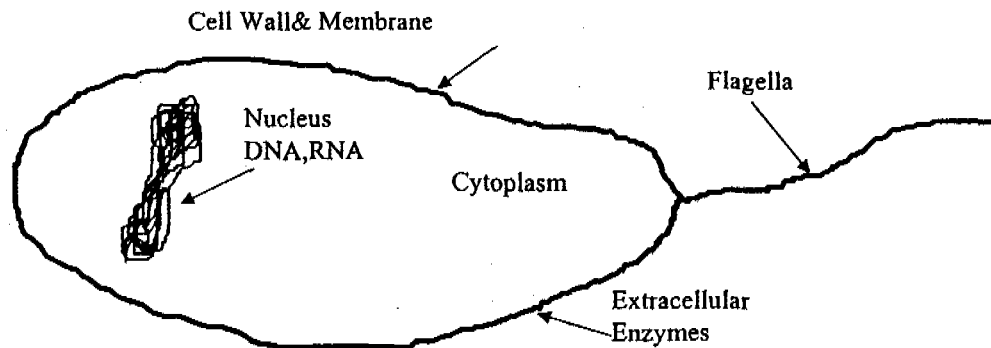 Cell Wall& Membrane
Flagella
Nucleus
DNA,RNA
Cytoplasm
Extracellular
Enzymes